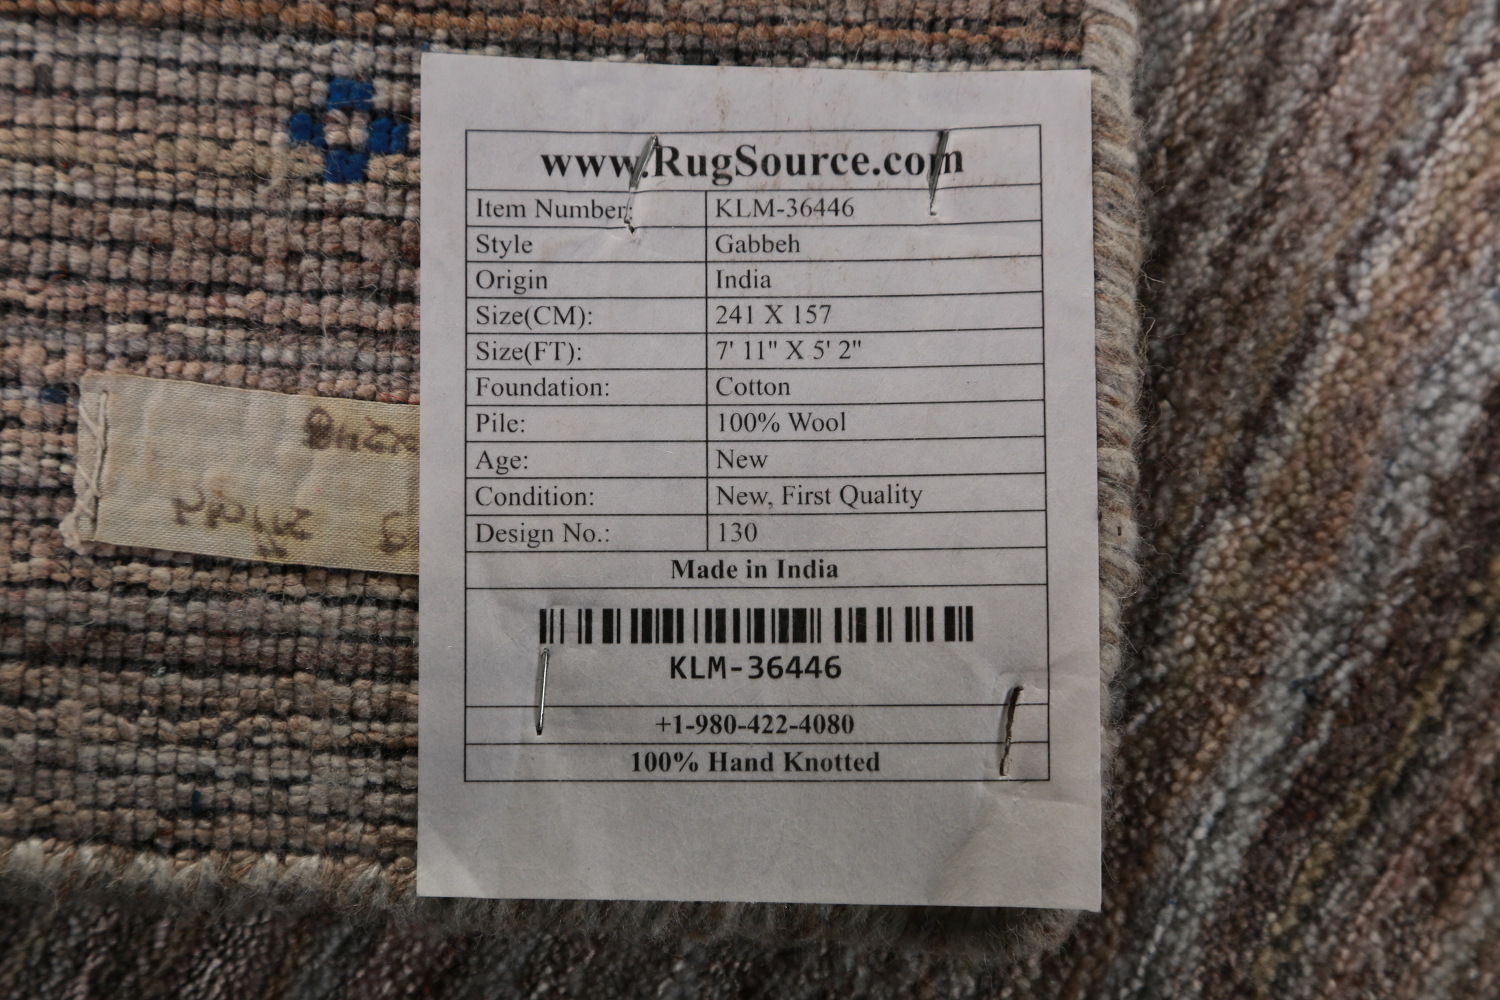 www.RugSource.com
Item Number: KLM-36446
Style Gabbeh
Origin India
Size(CM): 241 X 157
Size(FT): 7' 11" X 5' 2"
Foundation: Cotton
Pile: 100% Wool
Age: New
Condition: New, First Quality
Design No.: 130
Made in India
KLM-36446
+1-980-422-4080
100% Hand Knotted